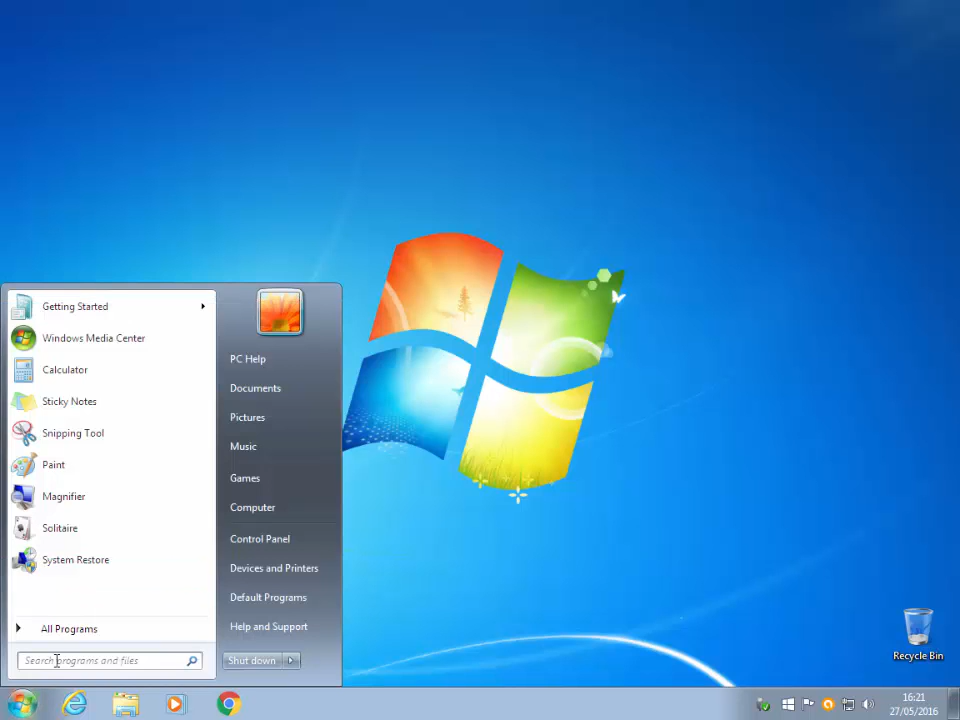 Getting Started
Windows Media Center
Calculator
Sticky Notes
Snipping Tool
Paint
Magnifier
Solitaire
System Restore
All Programs
Search programs and files
PC Help
Documents
Pictures
Music
Games
Computer
Control Panel
Devices and Printers
Default Programs
Help and Support
Shut down
Recycle Bin
16:21
27/05/2016